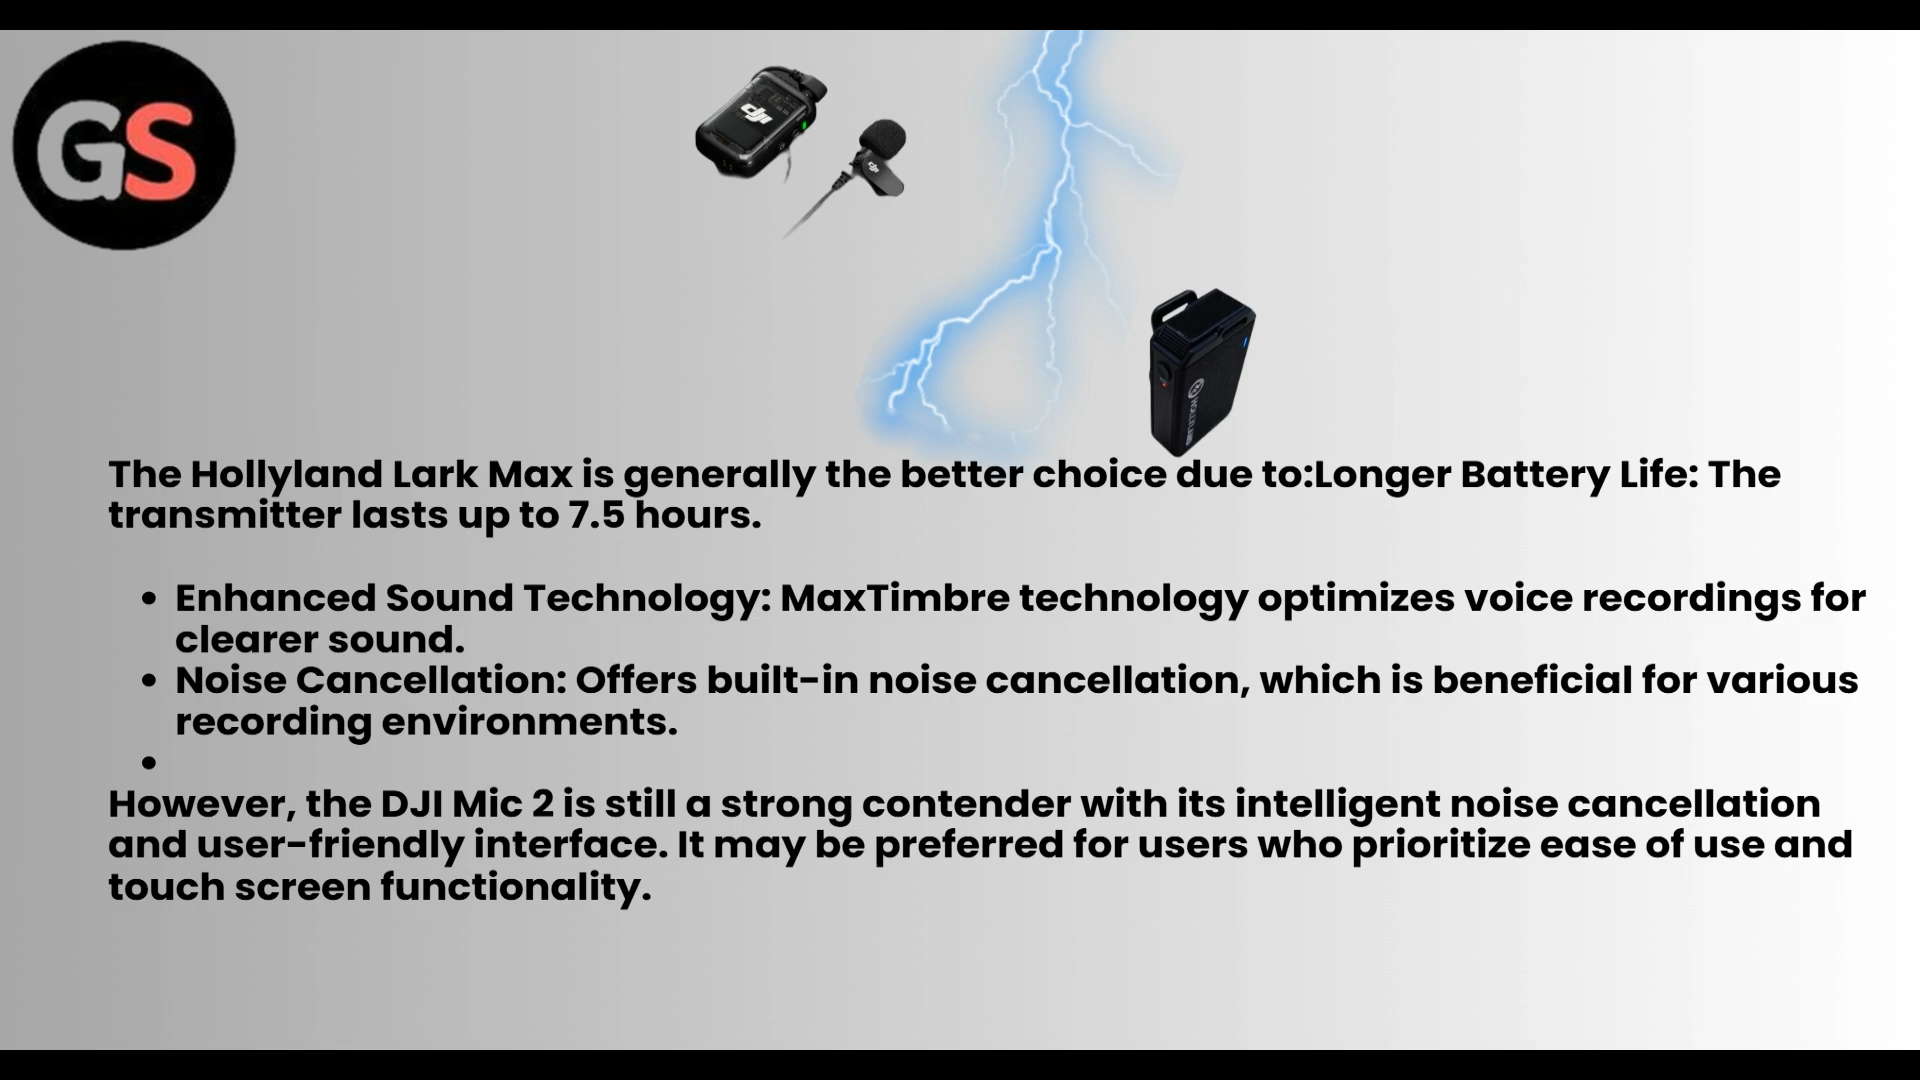 GS
dji
dji
HOLLYLAND
The Hollyland Lark Max is generally the better choice due to:Longer Battery Life: The
transmitter lasts up to 7.5 hours.
• Enhanced Sound Technology: MaxTimbre technology optimizes voice recordings for
clearer sound.
• Noise Cancellation: Offers built-in noise cancellation, which is beneficial for various
recording environments.
•
However, the DJI Mic 2 is still a strong contender with its intelligent noise cancellation
and user-friendly interface. It may be preferred for users who prioritize ease of use and
touch screen functionality.